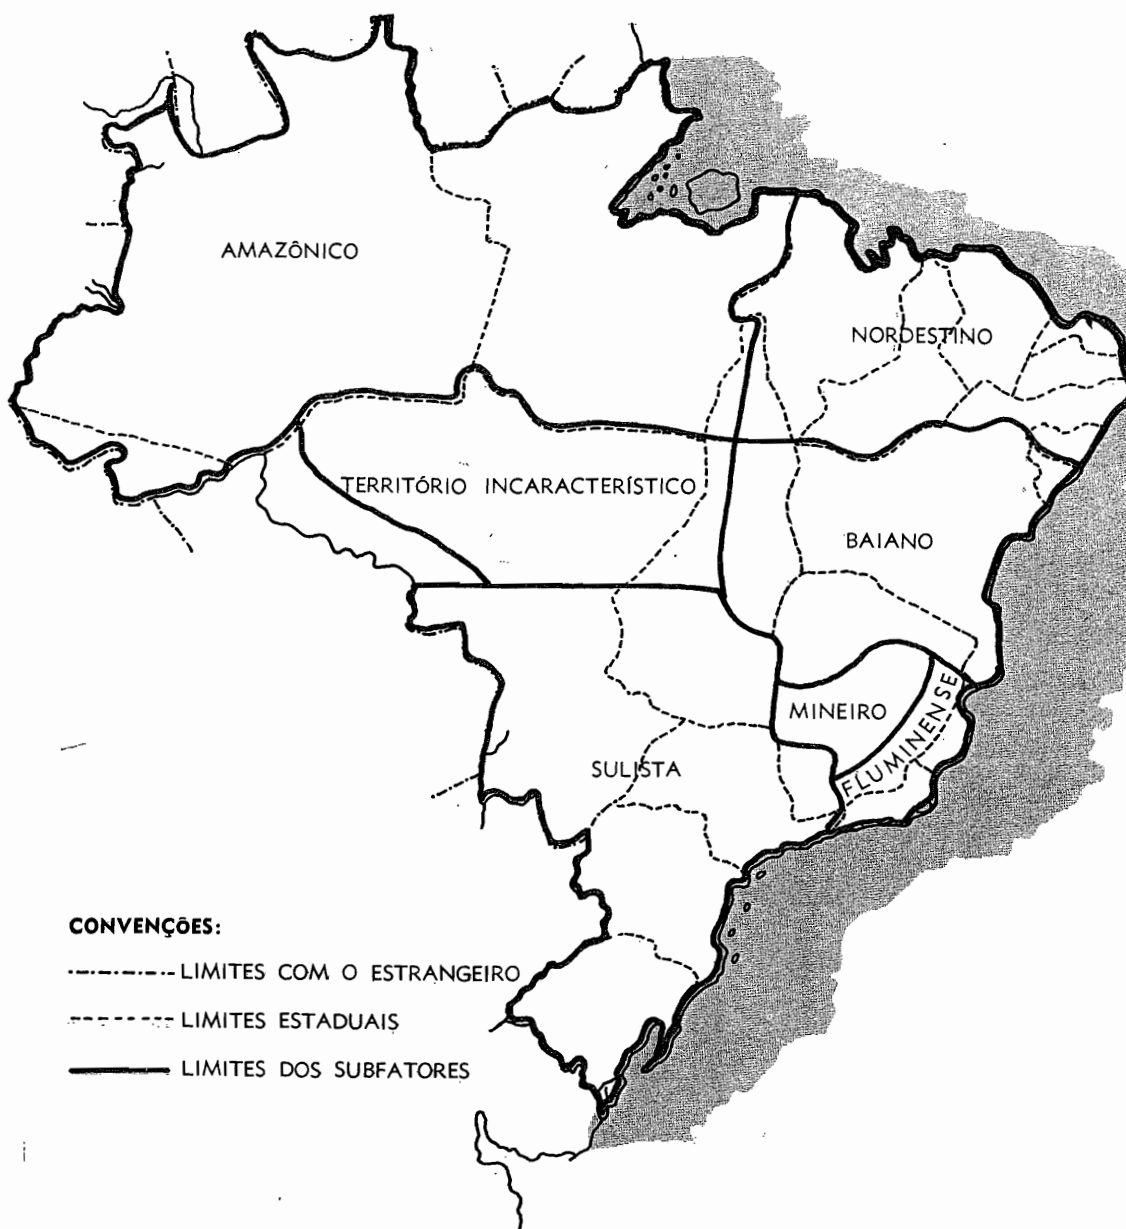 AMAZÔNICO
NORDESTINO
TERRITÓRIO INCARACTERÍSTICO
BAIANO
MINEIRO
FLUMINENSE
SULISTA
CONVENÇÕES:
LIMITES COM O ESTRANGEIRO
LIMITES ESTADUAIS
LIMITES DOS SUBFATORES